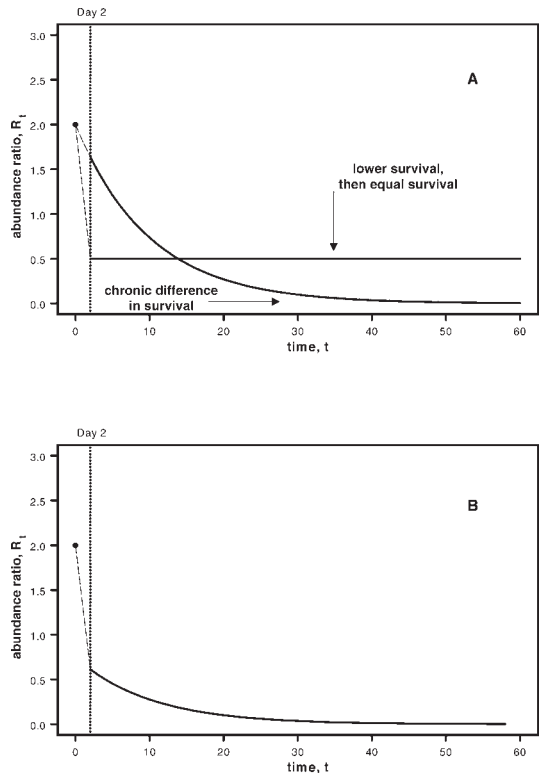 Day 2
3.0
A
2.5
2.0
lower survival,
then equal survival
1.5
1.0
0.5
chronic difference
in survival
0.0
abundance ratio, Rt
0 10 20 30 40 50 60
time, t
Day 2
3.0
B
2.5
2.0
1.5
1.0
0.5
0.0
abundance ratio, Rt
0 10 20 30 40 50 60
time, t